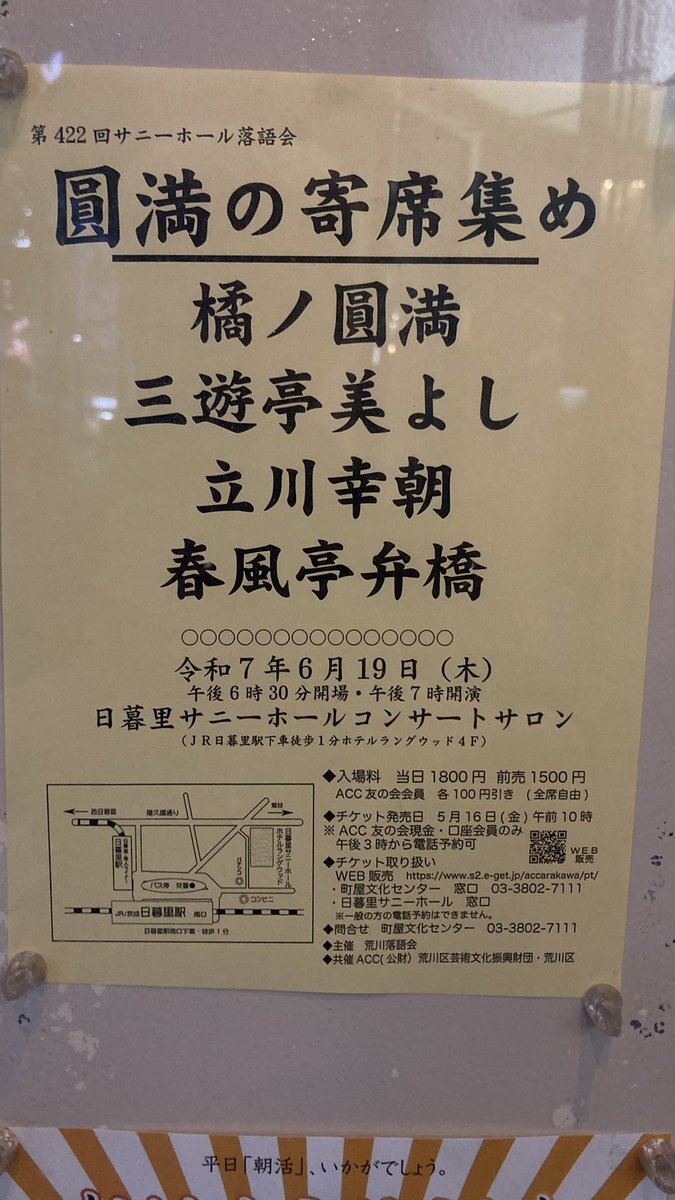 第422回サニーホール落語会
圓満の寄席集め
橘ノ圓満
三遊亭美よし
立川幸朝
春風亭弁橋
○○○○○○○○○○○○○○○
令和7年6月19日（木）
午後6時30分開場・午後7時開演
日暮里サニーホールコンサートサロン
（JR日暮里駅下車徒歩1分ホテルラングウッド4F）
◆入場料　当日1800円　前売1500円
ACC友の会会員　各100円引き　(全席自由)
◆チケット発売日　5月16日(金)午前10時
※ACC友の会現金・口座会員のみ
午後3時から電話予約可
WEB
販売
◆チケット取り扱い
WEB販売　https://www.s2.e-get.jp/accarakawa/pt/
・町屋文化センター　窓口　03-3802-7111
・日暮里サニーホール　窓口
※一般の方の電話予約はできません。
◆問合せ　町屋文化センター　03-3802-7111
◆主催　荒川落語会
◆共催ACC(公財）荒川区芸術文化振興財団・荒川区
西日暮里
尾久橋通り
日暮里駅
日暮里サニーホール
ホテルラングウッド
パチンコ
バス停　交番
コンビニ
JR/京成 日暮里駅 南口
日暮里駅南口下車・徒歩1分
平日「朝活」、いかがでしょう。